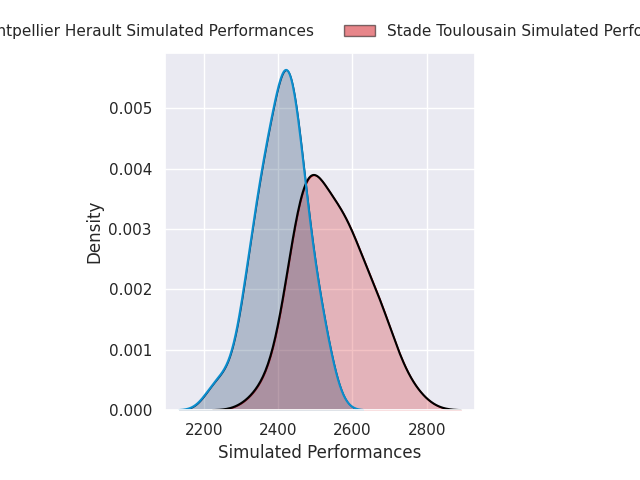 ntpellier Herault Simulated Performances
Stade Toulousain Simulated Perfo
0.005
0.004
0.003
0.002
0.001
0.000
Density
2200 2400 2600 2800
Simulated Performances